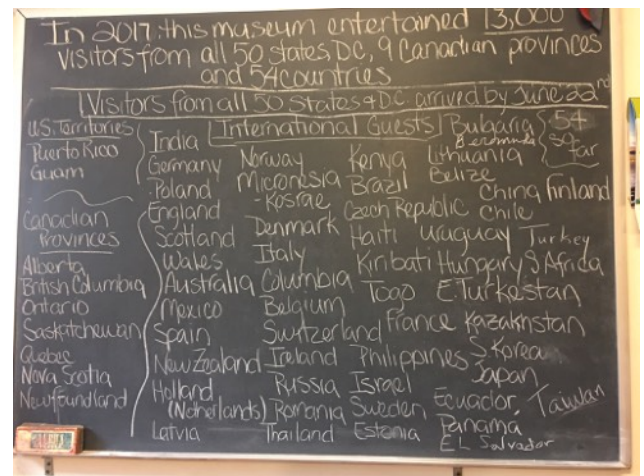 In 2017 this museum entertained 13,000
visitors from all 50 states, DC, 9 Canadian provinces
and 54 countries
Visitors from all 50 States & D.C. arrived by June 22nd
U.S. Territories
Puerto Rico
Guam
Canadian
Provinces
Alberta
British Columbia
Ontario
Saskatchewan
Quebec
Nova Scotia
Newfoundland
International Guests
54
so
far
India
Germany
Poland
England
Scotland
Wales
Australia
Mexico
Spain
New Zealand
Holland
(Netherlands)
Latvia
Norway
Micronesia
-Kosrae
Denmark
Italy
Columbia
Belgium
Switzerland
Ireland
Russia
Romania
Thailand
Kenya
Brazil
Czech Republic
Haiti
Kiribati
Togo
France
Philippines
Israel
Sweden
Estonia
Bulgaria
Bermuda
Lithuania
Belize
China Finland
Chile
Uruguay Turkey
Hungary S. Africa
E. Turkestan
Kazakhstan
S. Korea
Japan
Ecuador Taiwan
Panama
El Salvador